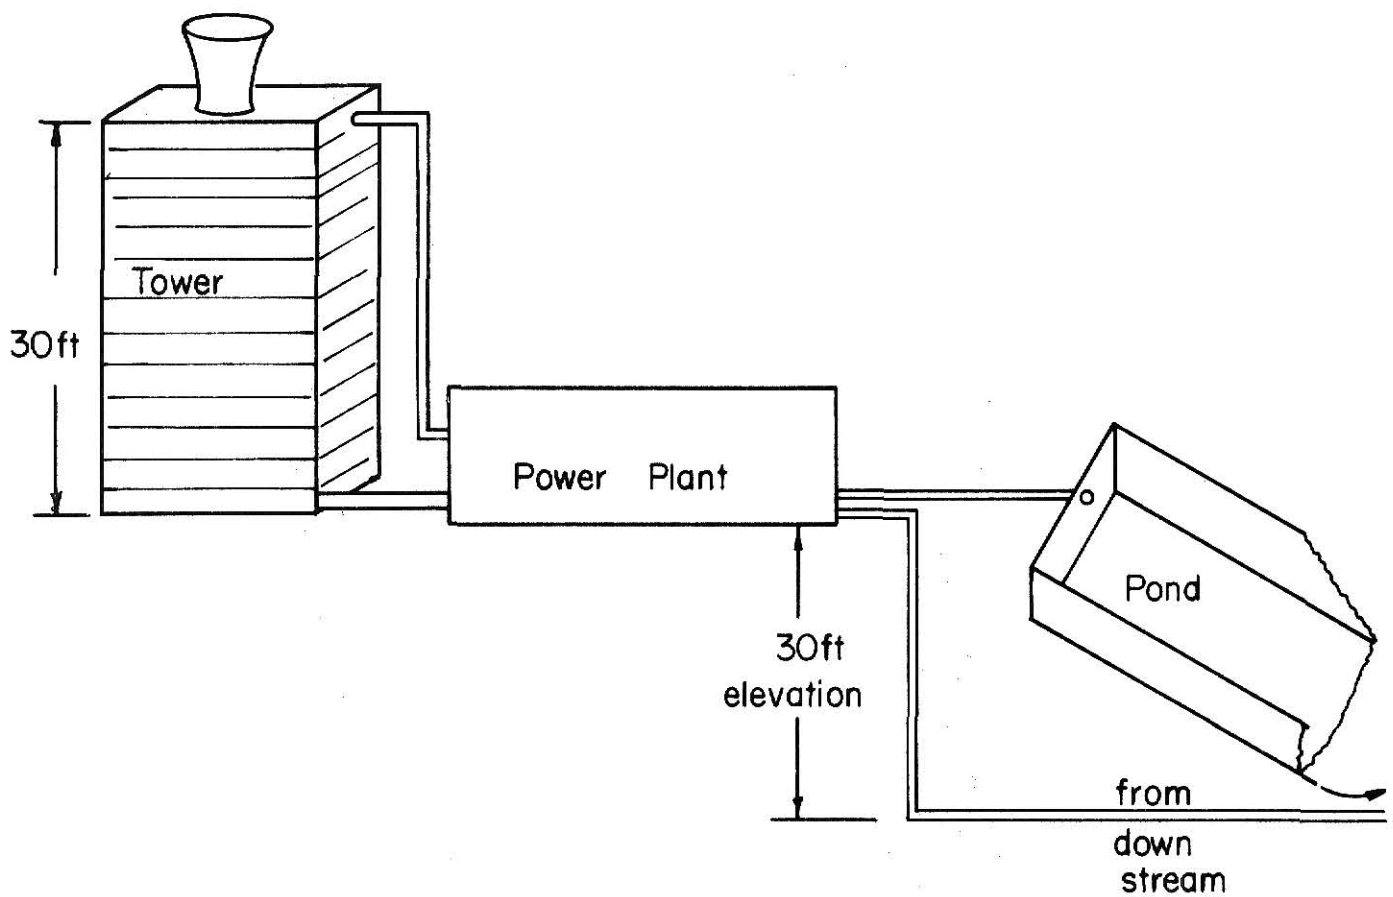 Tower
30ft
Power Plant
Pond
30ft
elevation
from
down
stream